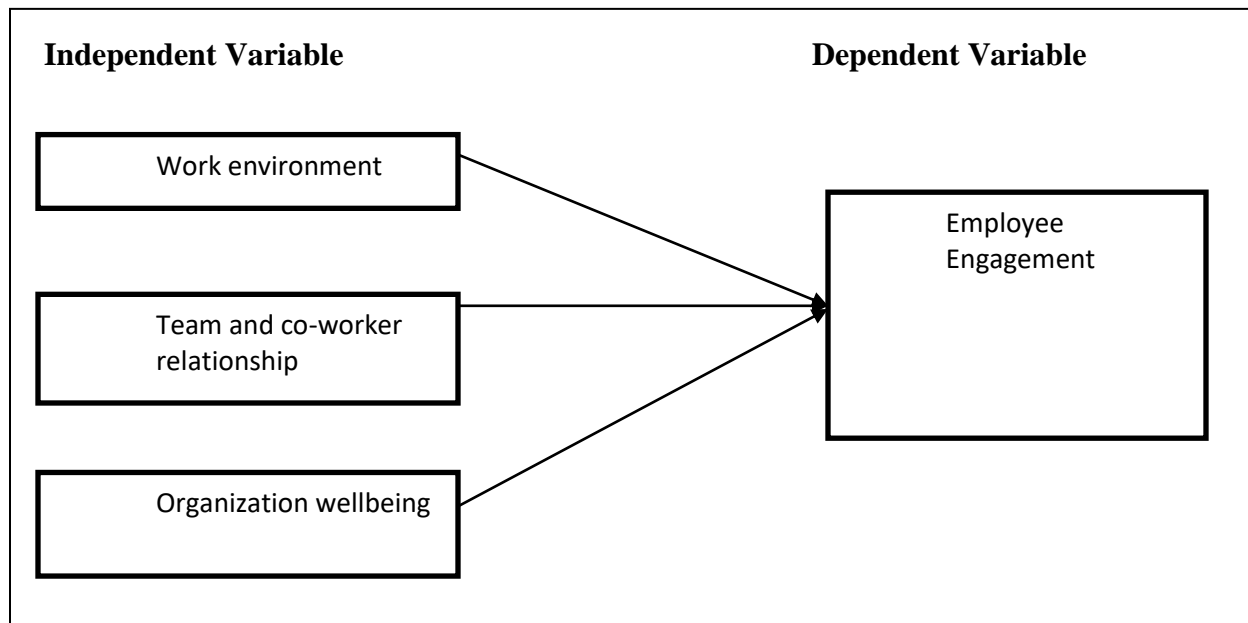 Independent Variable
Dependent Variable
Work environment
Team and co-worker
relationship
Organization wellbeing
Employee
Engagement